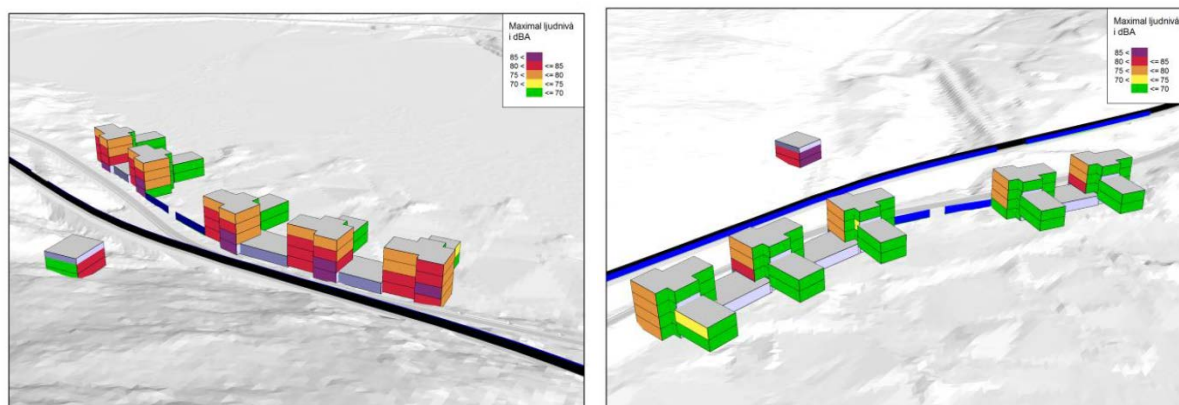 Maximal ljudnivå
i dBA
85 <
80 < <= 85
75 < <= 80
70 < <= 75
<= 70
Maximal ljudnivå
i dBA
85 <
80 < <= 85
75 < <= 80
70 < <= 75
<= 70